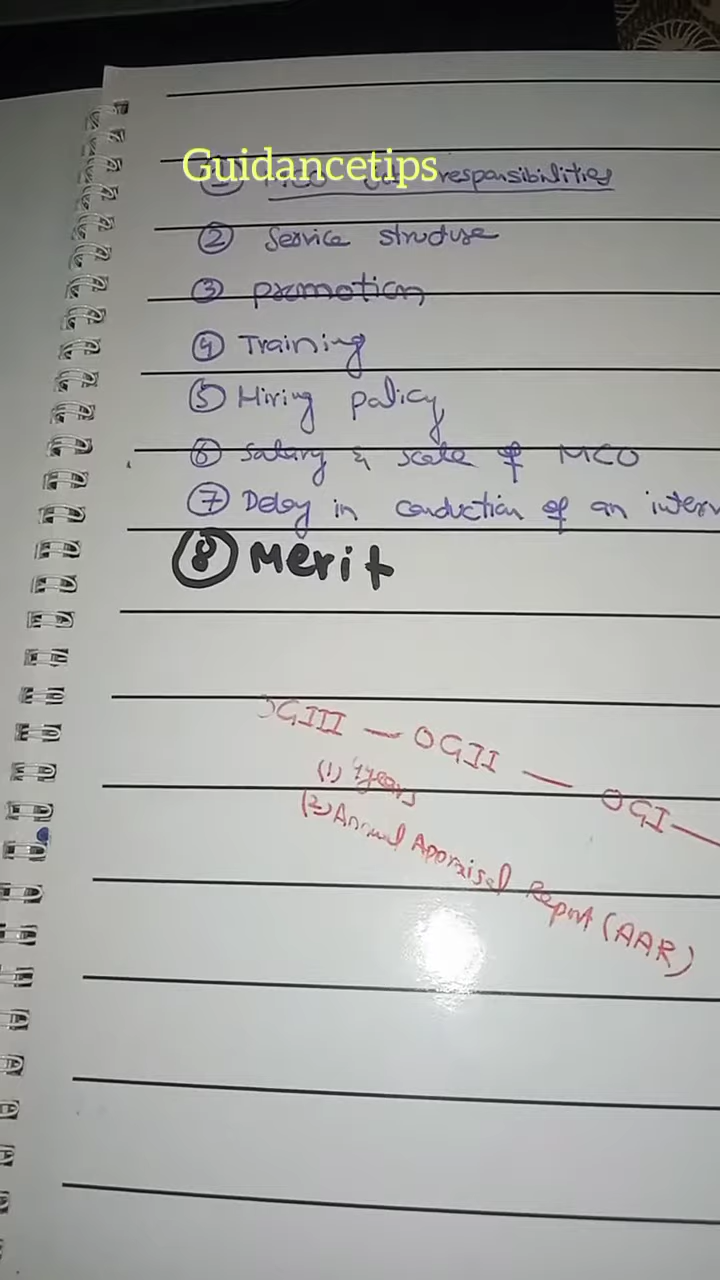 Guidancetips
① responsibilities
② Service structure
③ promotion
④ Training
⑤ Hiring policy
⑥ Salary & scale of MCO
⑦ Delay in conduction of an interv
⑧ Merit
OGIII — OGII — OGI —
(1) years
(2) Annual Appraisal Report (AAR)